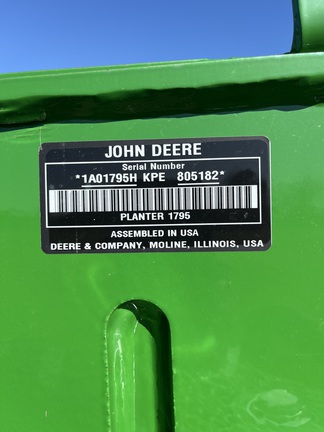 JOHN DEERE
Serial Number
*1A01795H KPE 805182*
PLANTER 1795
ASSEMBLED IN USA
DEERE & COMPANY, MOLINE, ILLINOIS, USA